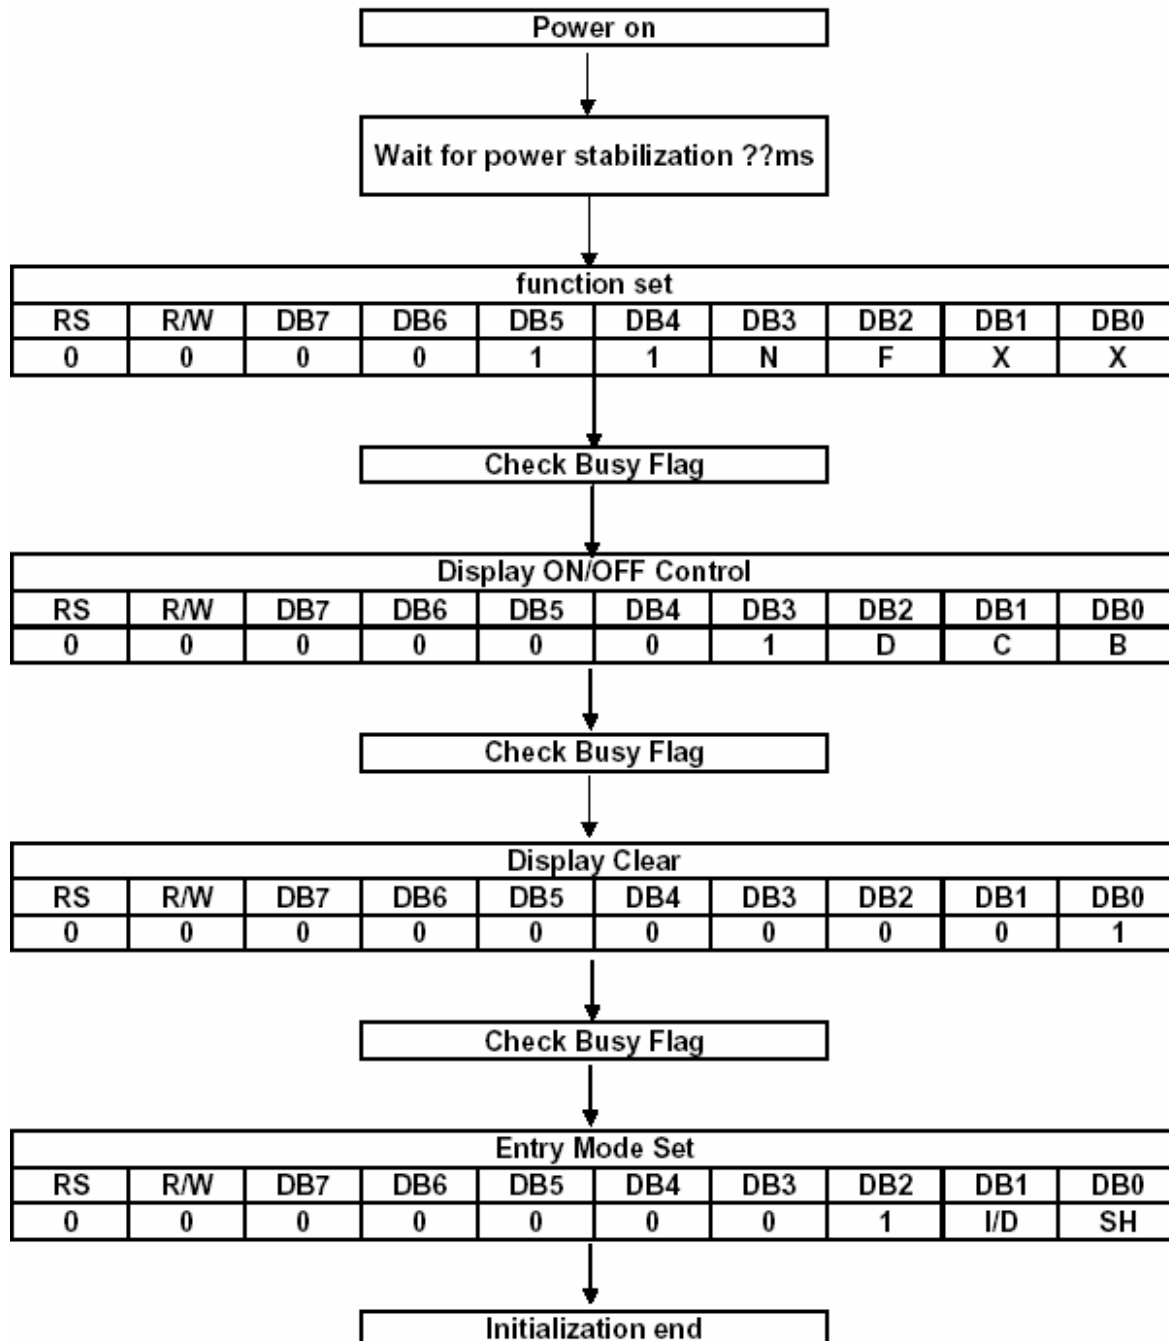 Power on
Wait for power stabilization ??ms
function set
RS R/W DB7 DB6 DB5 DB4 DB3 DB2 DB1 DB0
0 0 0 0 1 1 N F X X
Check Busy Flag
Display ON/OFF Control
RS R/W DB7 DB6 DB5 DB4 DB3 DB2 DB1 DB0
0 0 0 0 0 0 1 D C B
Check Busy Flag
Display Clear
RS R/W DB7 DB6 DB5 DB4 DB3 DB2 DB1 DB0
0 0 0 0 0 0 0 0 0 1
Check Busy Flag
Entry Mode Set
RS R/W DB7 DB6 DB5 DB4 DB3 DB2 DB1 DB0
0 0 0 0 0 0 0 1 I/D SH
Initialization end